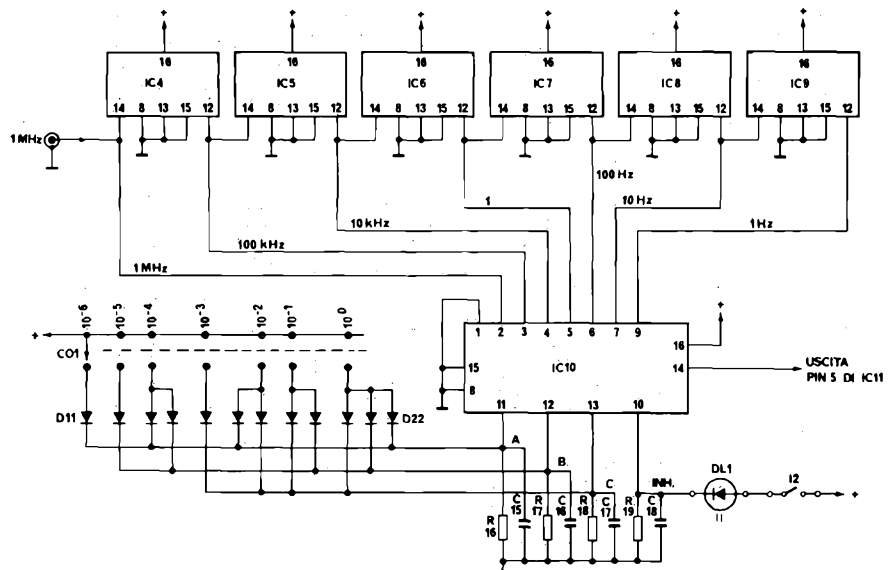 + + + + + +
16 16 16 16 16 16
IC4 IC5 IC6 IC7 IC8 IC9
14 8 13 15 12 14 8 13 15 12 14 8 13 15 12 14 8 13 15 12 14 8 13 15 12 14 8 13 15 12
1 MHz
100 Hz
1
10 Hz
10 kHz
1 Hz
100 kHz
1 MHz
10⁻⁶ 10⁻⁵ 10⁻⁴ 10⁻³ 10⁻² 10⁻¹ 10⁰
+
CO1
1 2 3 4 5 6 7 9
+
16
15
IC10
14
USCITA
PIN 5 DI IC11
8
11 12 13 10
D11
D22
A
B
C
INH.
DL1
I2
+
R 16
C 15
R 17
C 16
R 18
C 17
R 19
C 18